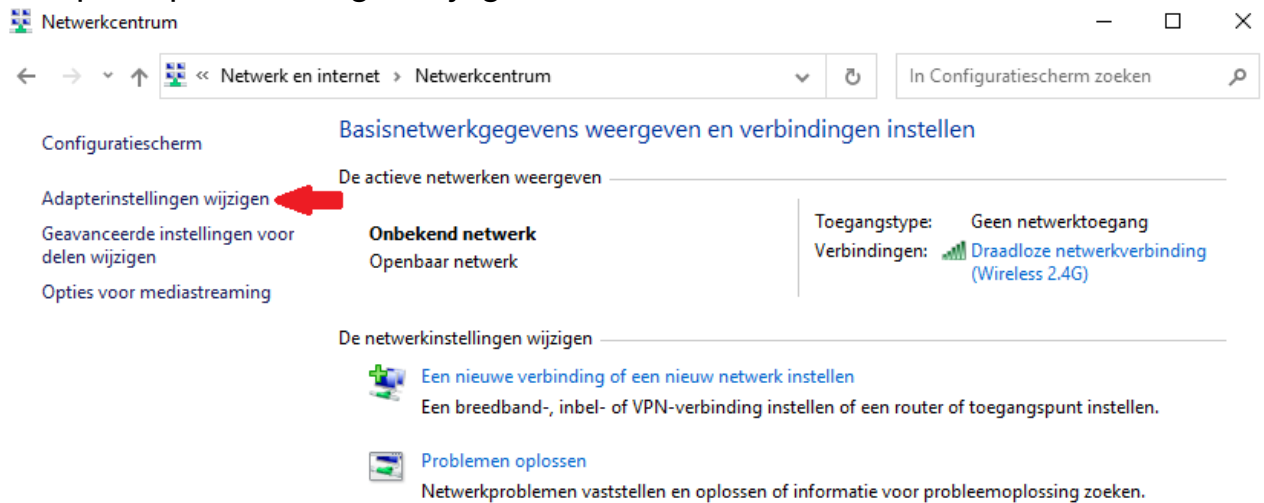 Netwerkcentrum
« Netwerk en internet › Netwerkcentrum
In Configuratiescherm zoeken
Configuratiescherm
Adapterinstellingen wijzigen
Geavanceerde instellingen voor
delen wijzigen
Opties voor mediastreaming
Basisnetwerkgegevens weergeven en verbindingen instellen
De actieve netwerken weergeven
Onbekend netwerk
Openbaar netwerk
Toegangstype: Geen netwerktoegang
Verbindingen: Draadloze netwerkverbinding
(Wireless 2.4G)
De netwerkinstellingen wijzigen
Een nieuwe verbinding of een nieuw netwerk instellen
Een breedband-, inbel- of VPN-verbinding instellen of een router of toegangspunt instellen.
Problemen oplossen
Netwerkproblemen vaststellen en oplossen of informatie voor probleemoplossing zoeken.